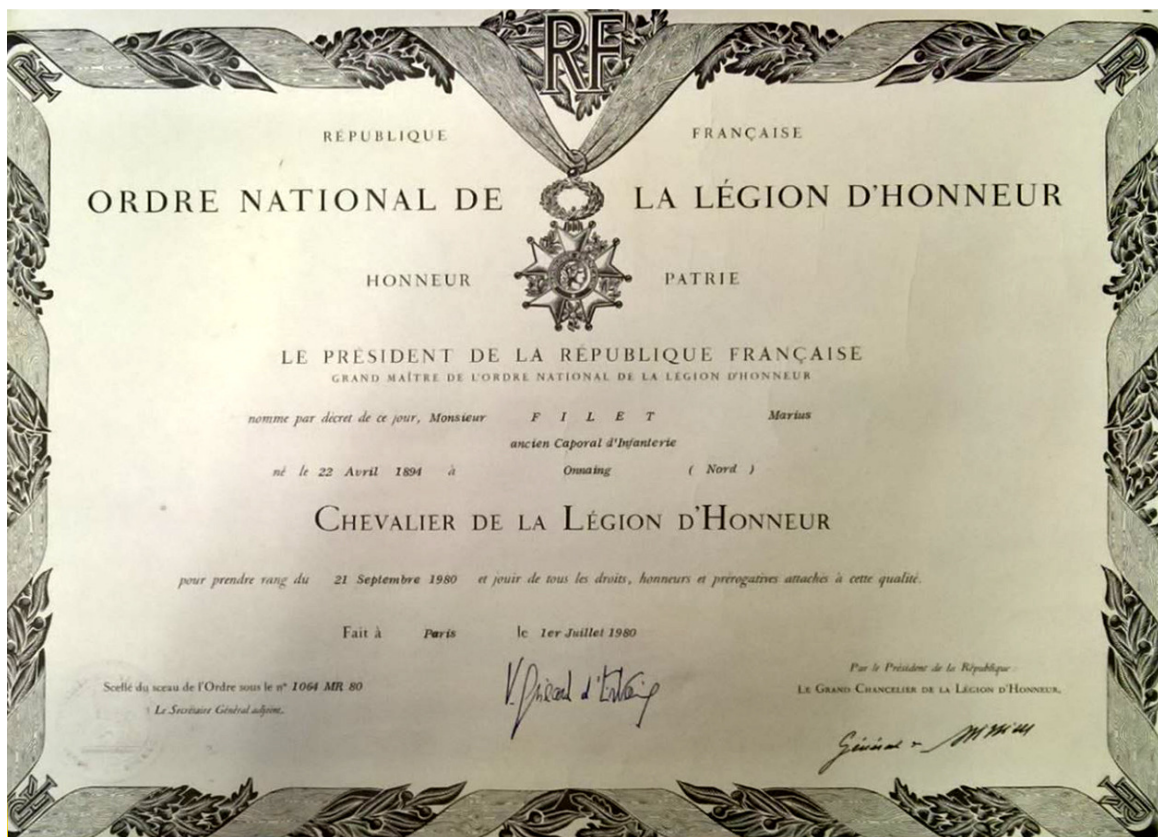 RF
RÉPUBLIQUE FRANÇAISE
ORDRE NATIONAL DE LA LÉGION D'HONNEUR
HONNEUR PATRIE
LE PRÉSIDENT DE LA RÉPUBLIQUE FRANÇAISE
GRAND MAÎTRE DE L'ORDRE NATIONAL DE LA LÉGION D'HONNEUR
nomme par décret de ce jour, Monsieur F I L E T Marius
ancien Caporal d'Infanterie
né le 22 Avril 1894 à Onnaing ( Nord )
CHEVALIER DE LA LÉGION D'HONNEUR
pour prendre rang du 21 Septembre 1980 et jouir de tous les droits, honneurs et prérogatives attachés à cette qualité.
Fait à Paris le 1er Juillet 1980
Par le Président de la République
Scellé du sceau de l'Ordre sous le n° 1064 MR 80
LE GRAND CHANCELIER DE LA LÉGION D'HONNEUR,
Le Secrétaire Général adjoint,
Général